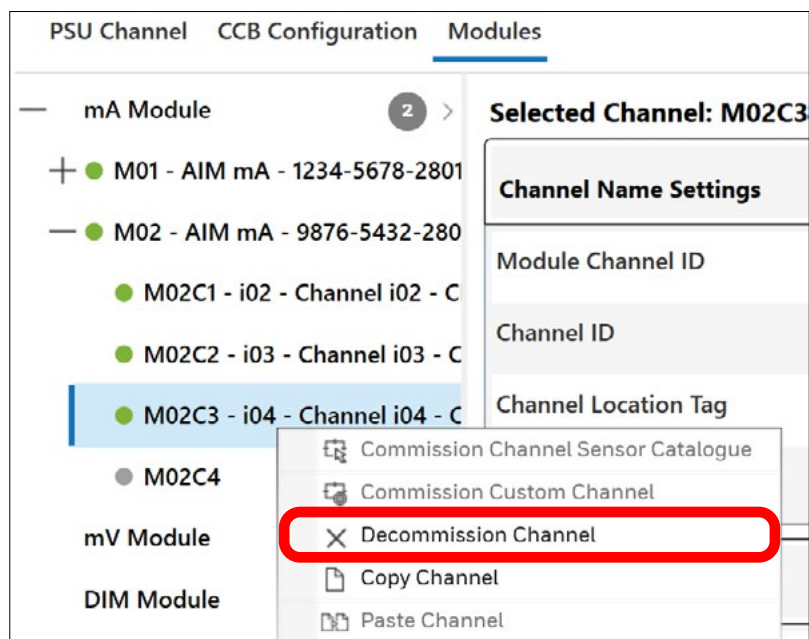 PSU Channel CCB Configuration Modules
mA Module 2
M01 - AIM mA - 1234-5678-2801
M02 - AIM mA - 9876-5432-280
M02C1 - i02 - Channel i02 - C
M02C2 - i03 - Channel i03 - C
M02C3 - i04 - Channel i04 - C
M02C4
mV Module
DIM Module
Selected Channel: M02C3
Channel Name Settings
Module Channel ID
Channel ID
Channel Location Tag
Commission Channel Sensor Catalogue
Commission Custom Channel
Decommission Channel
Copy Channel
Paste Channel